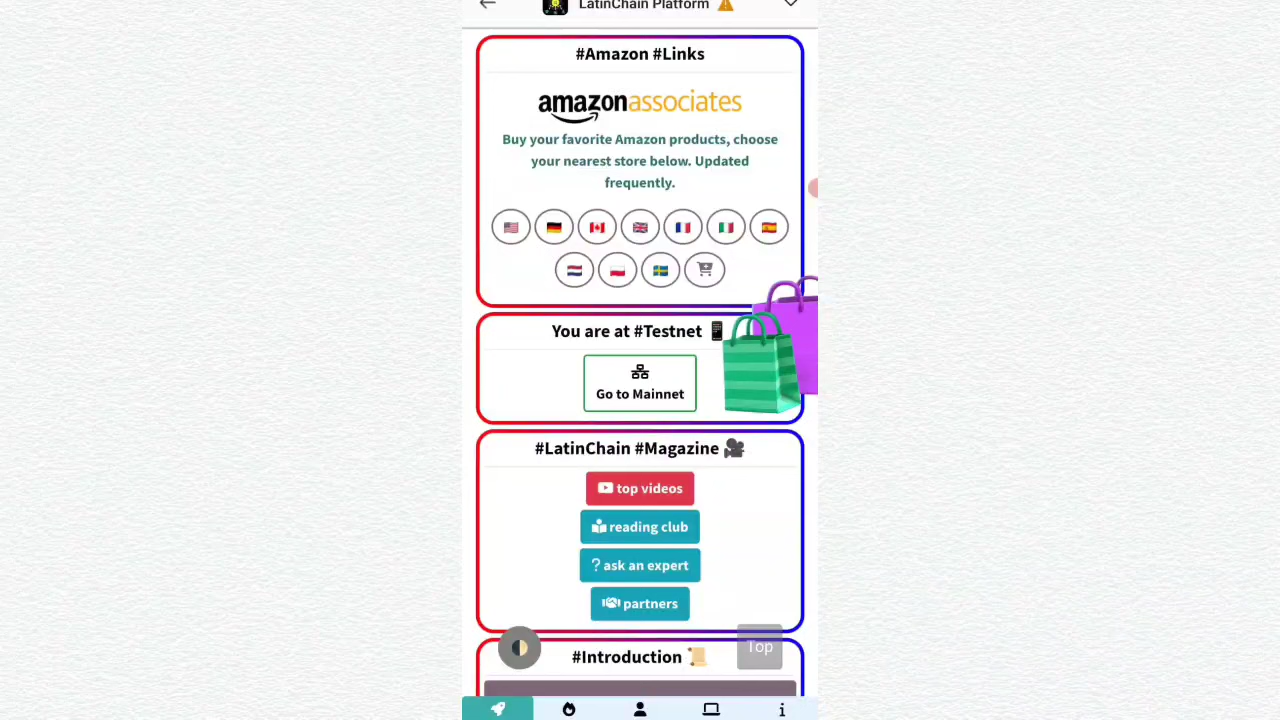 LatinChain Platform
#Amazon #Links
amazonassociates
Buy your favorite Amazon products, choose
your nearest store below. Updated
frequently.
You are at #Testnet
Go to Mainnet
#LatinChain #Magazine
top videos
reading club
? ask an expert
partners
#Introduction
Top